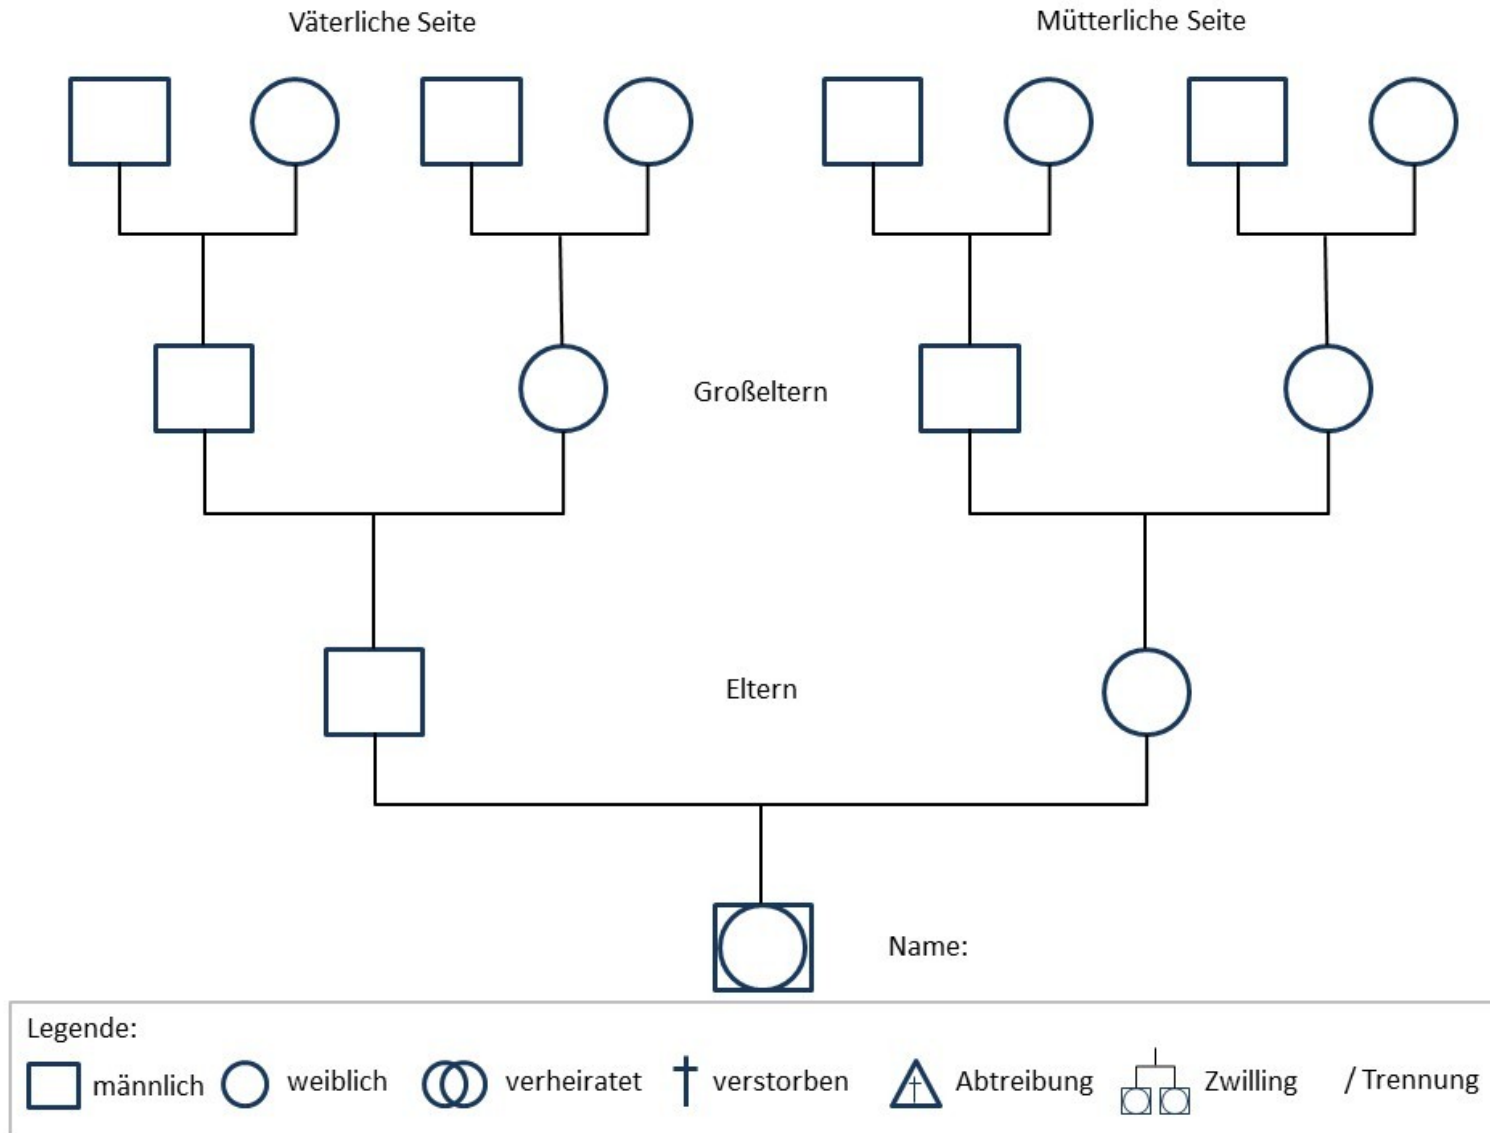 Väterliche Seite
Mütterliche Seite
Großeltern
Eltern
Name:
Legende:
männlich weiblich verheiratet verstorben Abtreibung Zwilling / Trennung